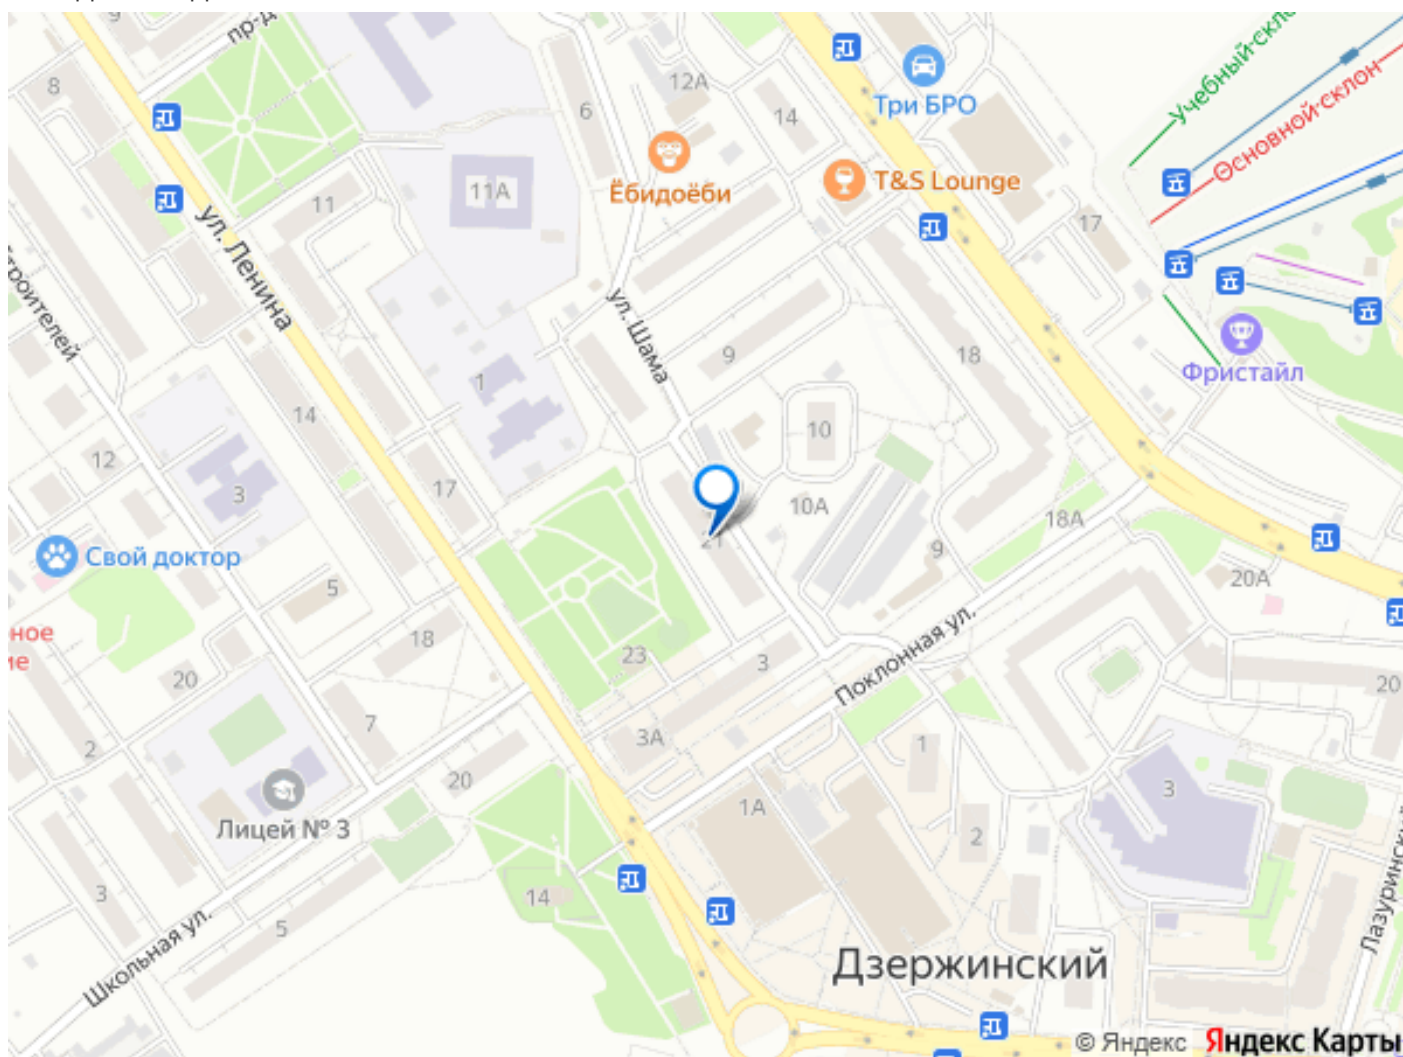 пр-д
8
6
12А
14
Три БРО
Учебный скло
Основной склон
Ёбидоёби
T&S Lounge
11А
11
17
ул. Ленина
троителей
ул. Шама
9
18
Фристайл
1
14
12
3
17
10
10А
21
18А
9
20А
Свой доктор
5
ное
ие
18
20
23
3
Поклонная ул.
20
7
2
3А
1
20
1А
3
Лицей № 3
2
3
14
5
Школьная ул.
Лазуринский
Дзержинский
© Яндекс Яндекс Карты